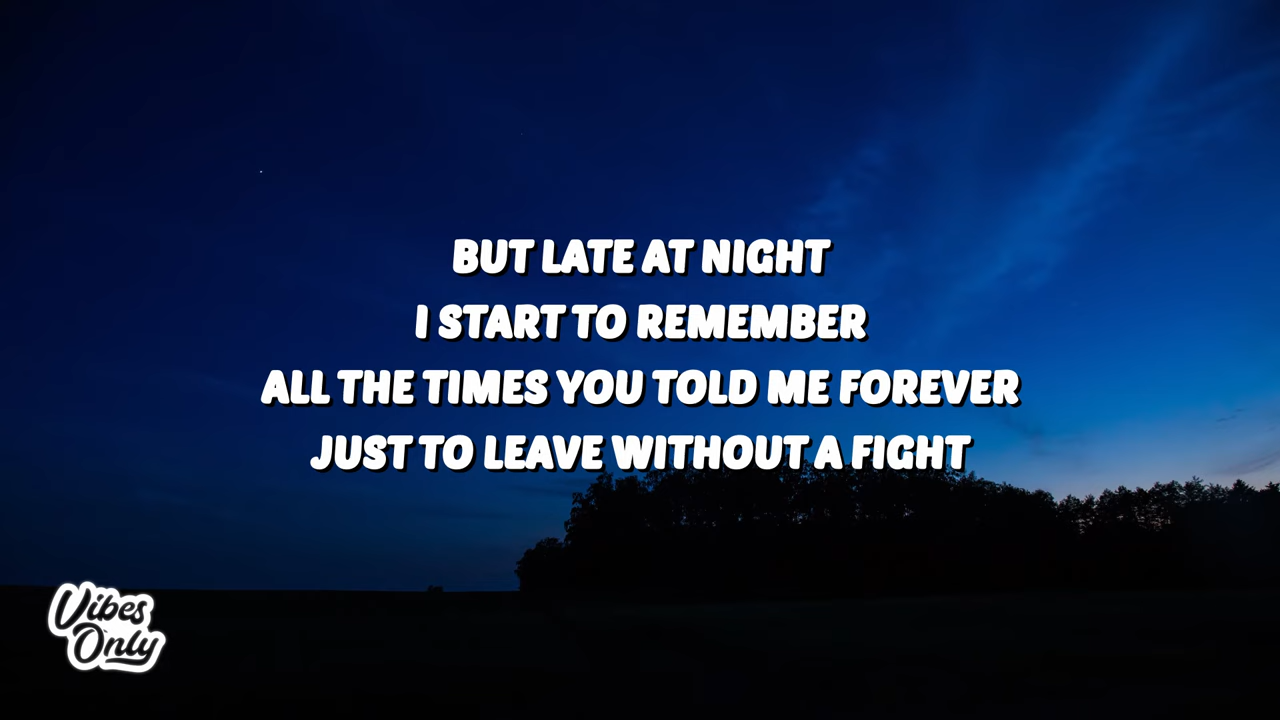 BUT LATE AT NIGHT
I START TO REMEMBER
ALL THE TIMES YOU TOLD ME FOREVER
JUST TO LEAVE WITHOUT A FIGHT
Vibes
Only